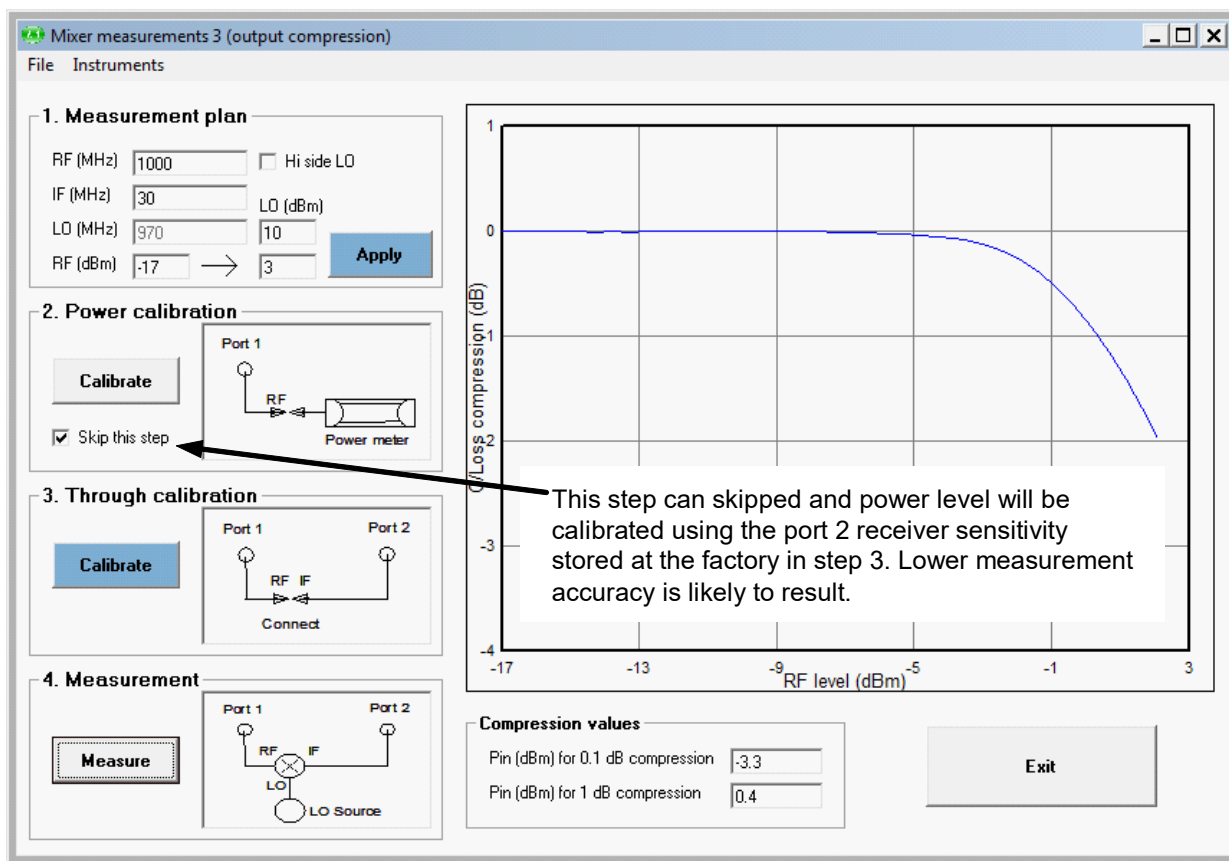 Mixer measurements 3 (output compression)
File Instruments
1. Measurement plan
RF (MHz) 1000 Hi side LO
IF (MHz) 30
LO (dBm)
LO (MHz) 970 10
RF (dBm) -17 3
Apply
2. Power calibration
Calibrate
Skip this step
Port 1
RF
Power meter
3. Through calibration
Calibrate
Port 1 Port 2
RF IF
Connect
4. Measurement
Measure
Port 1 Port 2
RF IF
LO
LO Source
1
0
-1
-2
-3
-4
/Loss compression (dB)
-17 -13 -9 -5 -1 3
RF level (dBm)
This step can skipped and power level will be
calibrated using the port 2 receiver sensitivity
stored at the factory in step 3. Lower measurement
accuracy is likely to result.
Compression values
Pin (dBm) for 0.1 dB compression -3.3
Pin (dBm) for 1 dB compression 0.4
Exit